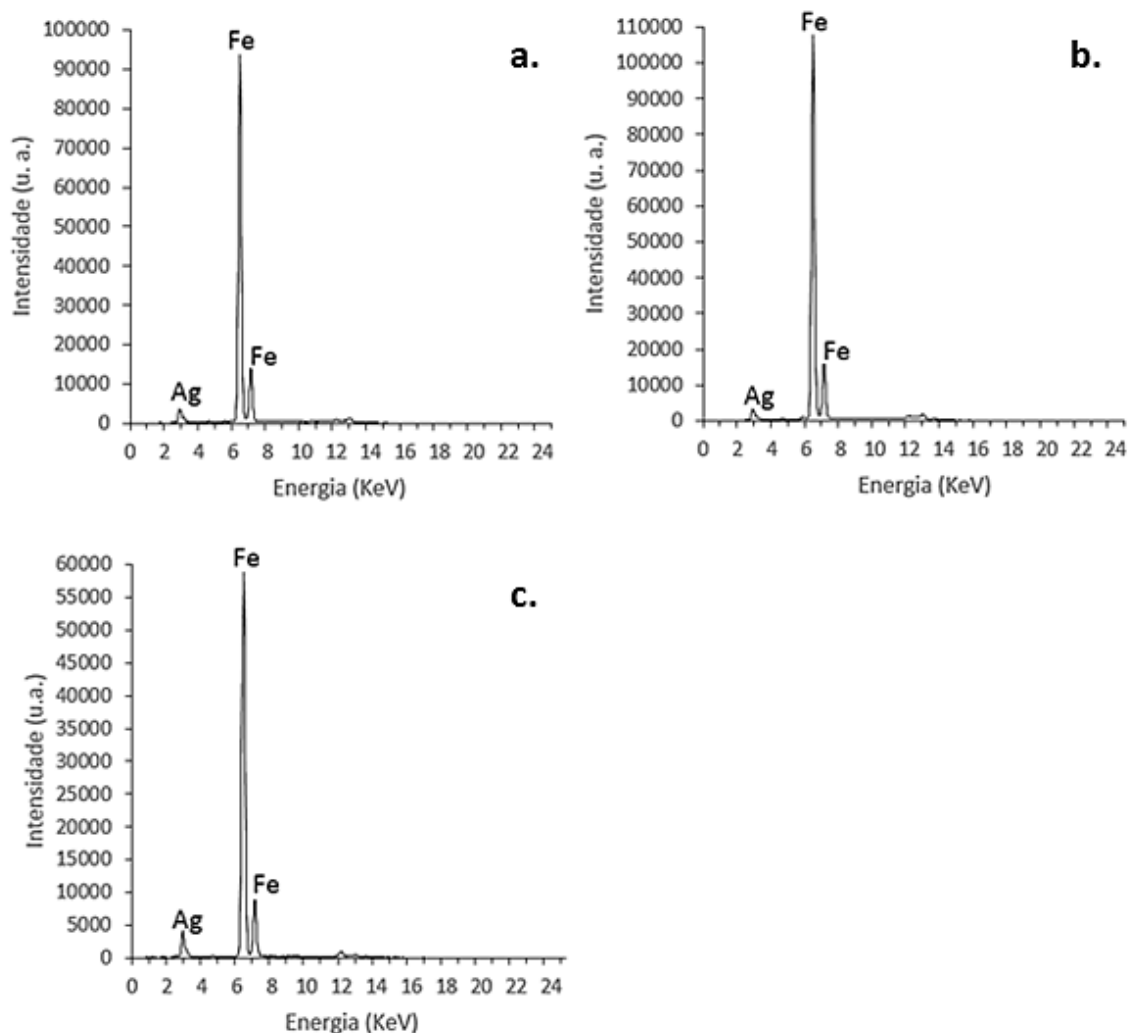 a.
Fe
Fe
Ag
Intensidade (u. a.)
100000
90000
80000
70000
60000
50000
40000
30000
20000
10000
0
0 2 4 6 8 10 12 14 16 18 20 22 24
Energia (KeV)
b.
Fe
Fe
Ag
Intensidade (u. a.)
110000
100000
90000
80000
70000
60000
50000
40000
30000
20000
10000
0
0 2 4 6 8 10 12 14 16 18 20 22 24
Energia (KeV)
c.
Fe
Fe
Ag
Intensidade (u.a.)
60000
55000
50000
45000
40000
35000
30000
25000
20000
15000
10000
5000
0
0 2 4 6 8 10 12 14 16 18 20 22 24
Energia (KeV)